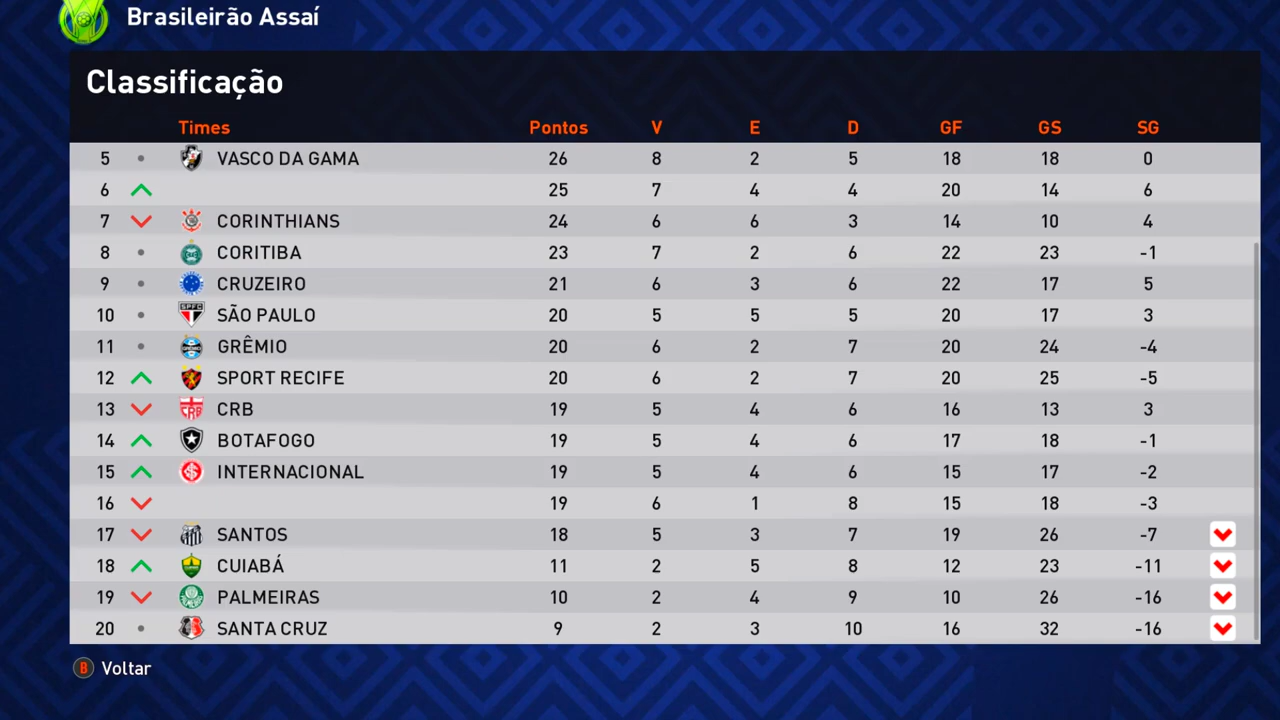 Brasileirão Assaí
Classificação
Times Pontos V E D GF GS SG
5 VASCO DA GAMA 26 8 2 5 18 18 0
6 25 7 4 4 20 14 6
7 CORINTHIANS 24 6 6 3 14 10 4
8 CORITIBA 23 7 2 6 22 23 -1
9 CRUZEIRO 21 6 3 6 22 17 5
10 SPFC SÃO PAULO 20 5 5 5 20 17 3
11 GRÊMIO 20 6 2 7 20 24 -4
12 SPORT RECIFE 20 6 2 7 20 25 -5
13 CRB CRB 19 5 4 6 16 13 3
14 BOTAFOGO 19 5 4 6 17 18 -1
15 INTERNACIONAL 19 5 4 6 15 17 -2
16 19 6 1 8 15 18 -3
17 SANTOS 18 5 3 7 19 26 -7
18 CUIABÁ 11 2 5 8 12 23 -11
19 PALMEIRAS 10 2 4 9 10 26 -16
20 SANTA CRUZ 9 2 3 10 16 32 -16
B Voltar